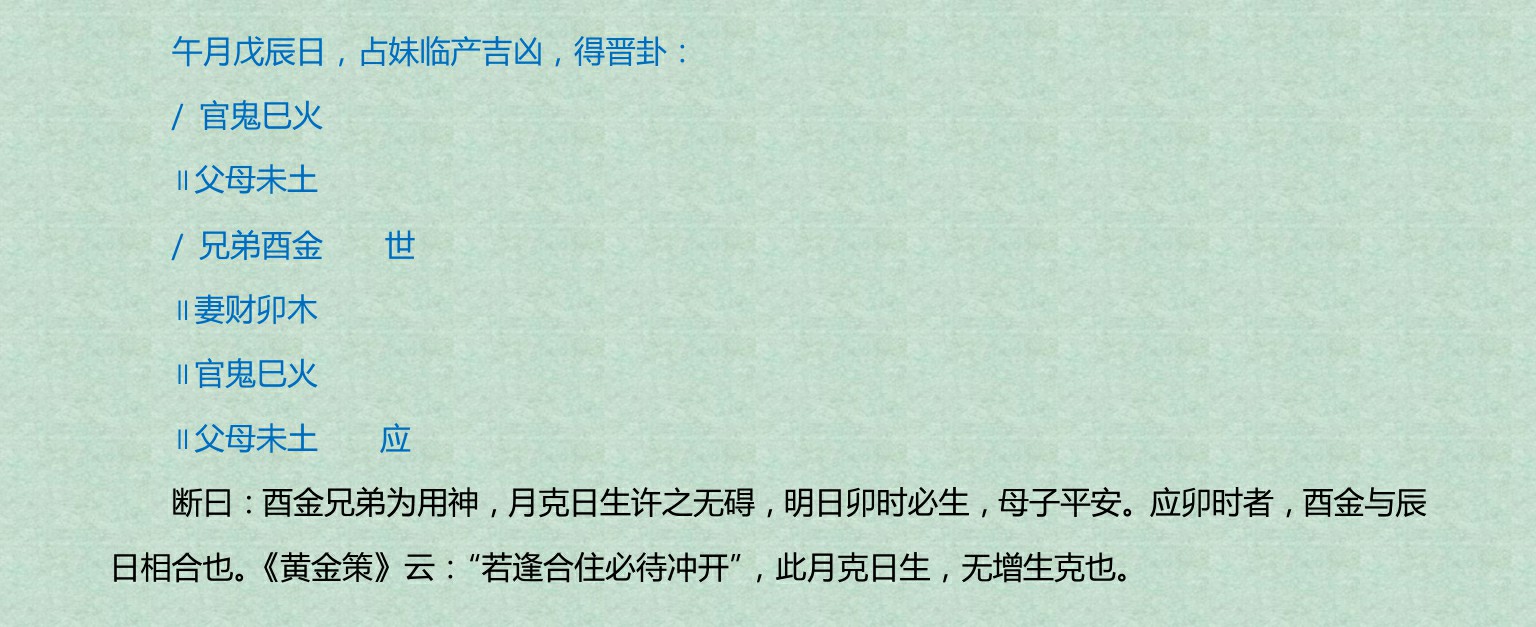 午月戊辰日，占妹临产吉凶，得晋卦：
/ 官鬼巳火
〃父母未土
/ 兄弟酉金 世
〃妻财卯木
〃官鬼巳火
〃父母未土 应
断曰：酉金兄弟为用神，月克日生许之无碍，明日卯时必生，母子平安。应卯时者，酉金与辰
日相合也。《黄金策》云：“若逢合住必待冲开”，此月克日生，无增生克也。